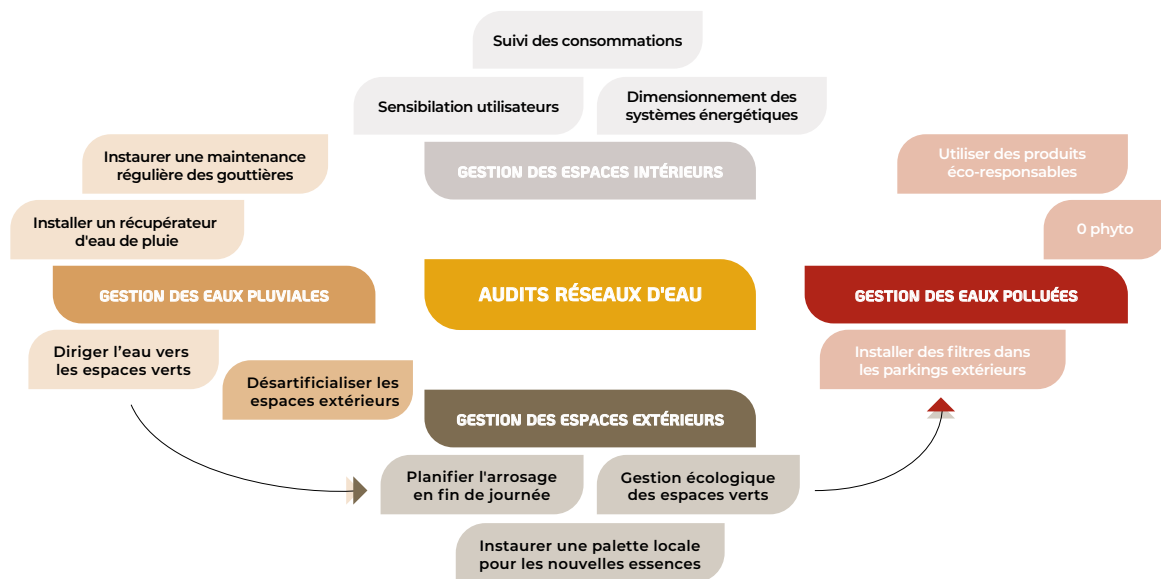 Suivi des consommations
Sensibilation utilisateurs
Dimensionnement des
systèmes énergétiques
Instaurer une maintenance
régulière des gouttières
GESTION DES ESPACES INTÉRIEURS
Utiliser des produits
éco-responsables
Installer un récupérateur
d'eau de pluie
0 phyto
GESTION DES EAUX PLUVIALES
AUDITS RÉSEAUX D'EAU
GESTION DES EAUX POLLUÉES
Diriger l’eau vers
les espaces verts
Désartificialiser les
espaces extérieurs
Installer des filtres dans
les parkings extérieurs
GESTION DES ESPACES EXTÉRIEURS
Planifier l'arrosage
en fin de journée
Gestion écologique
des espaces verts
Instaurer une palette locale
pour les nouvelles essences